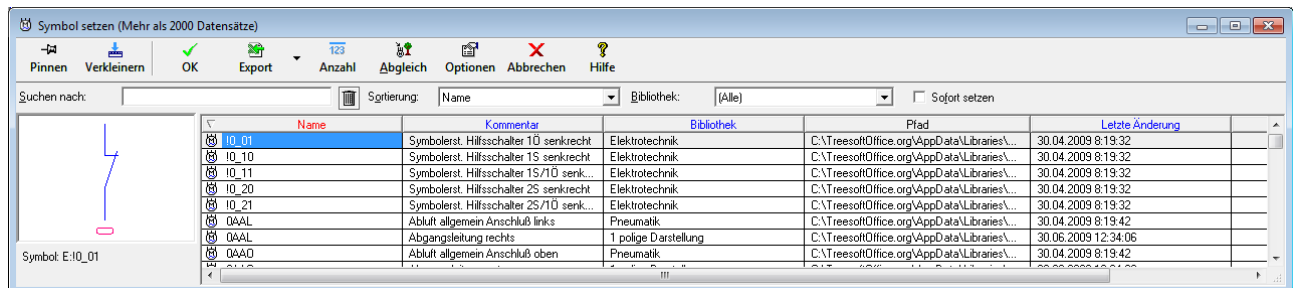 Symbol setzen (Mehr als 2000 Datensätze)
Pinnen Verkleinern OK Export 123 Anzahl Abgleich Optionen Abbrechen Hilfe
Suchen nach: Sortierung: Name Bibliothek: (Alle) Sofort setzen
Name Kommentar Bibliothek Pfad Letzte Änderung
!0_01 Symbolerst. Hilfsschalter 1Ö senkrecht Elektrotechnik C:\TreesoftOffice.org\AppData\Libraries\... 30.04.2009 8:19:32
!0_10 Symbolerst. Hilfsschalter 1S senkrecht Elektrotechnik C:\TreesoftOffice.org\AppData\Libraries\... 30.04.2009 8:19:32
!0_11 Symbolerst. Hilfsschalter 1S/1Ö senk... Elektrotechnik C:\TreesoftOffice.org\AppData\Libraries\... 30.04.2009 8:19:32
!0_20 Symbolerst. Hilfsschalter 2S senkrecht Elektrotechnik C:\TreesoftOffice.org\AppData\Libraries\... 30.04.2009 8:19:32
!0_21 Symbolerst. Hilfsschalter 2S/1Ö senk... Elektrotechnik C:\TreesoftOffice.org\AppData\Libraries\... 30.04.2009 8:19:32
0AAL Abluft allgemein Anschluß links Pneumatik C:\TreesoftOffice.org\AppData\Libraries\... 30.04.2009 8:19:42
0AAL Abgangsleitung rechts 1 polige Darstellung C:\TreesoftOffice.org\AppData\Libraries\... 30.06.2009 12:34:06
0AAO Abluft allgemein Anschluß oben Pneumatik C:\TreesoftOffice.org\AppData\Libraries\... 30.04.2009 8:19:42
Symbol: E:!0_01